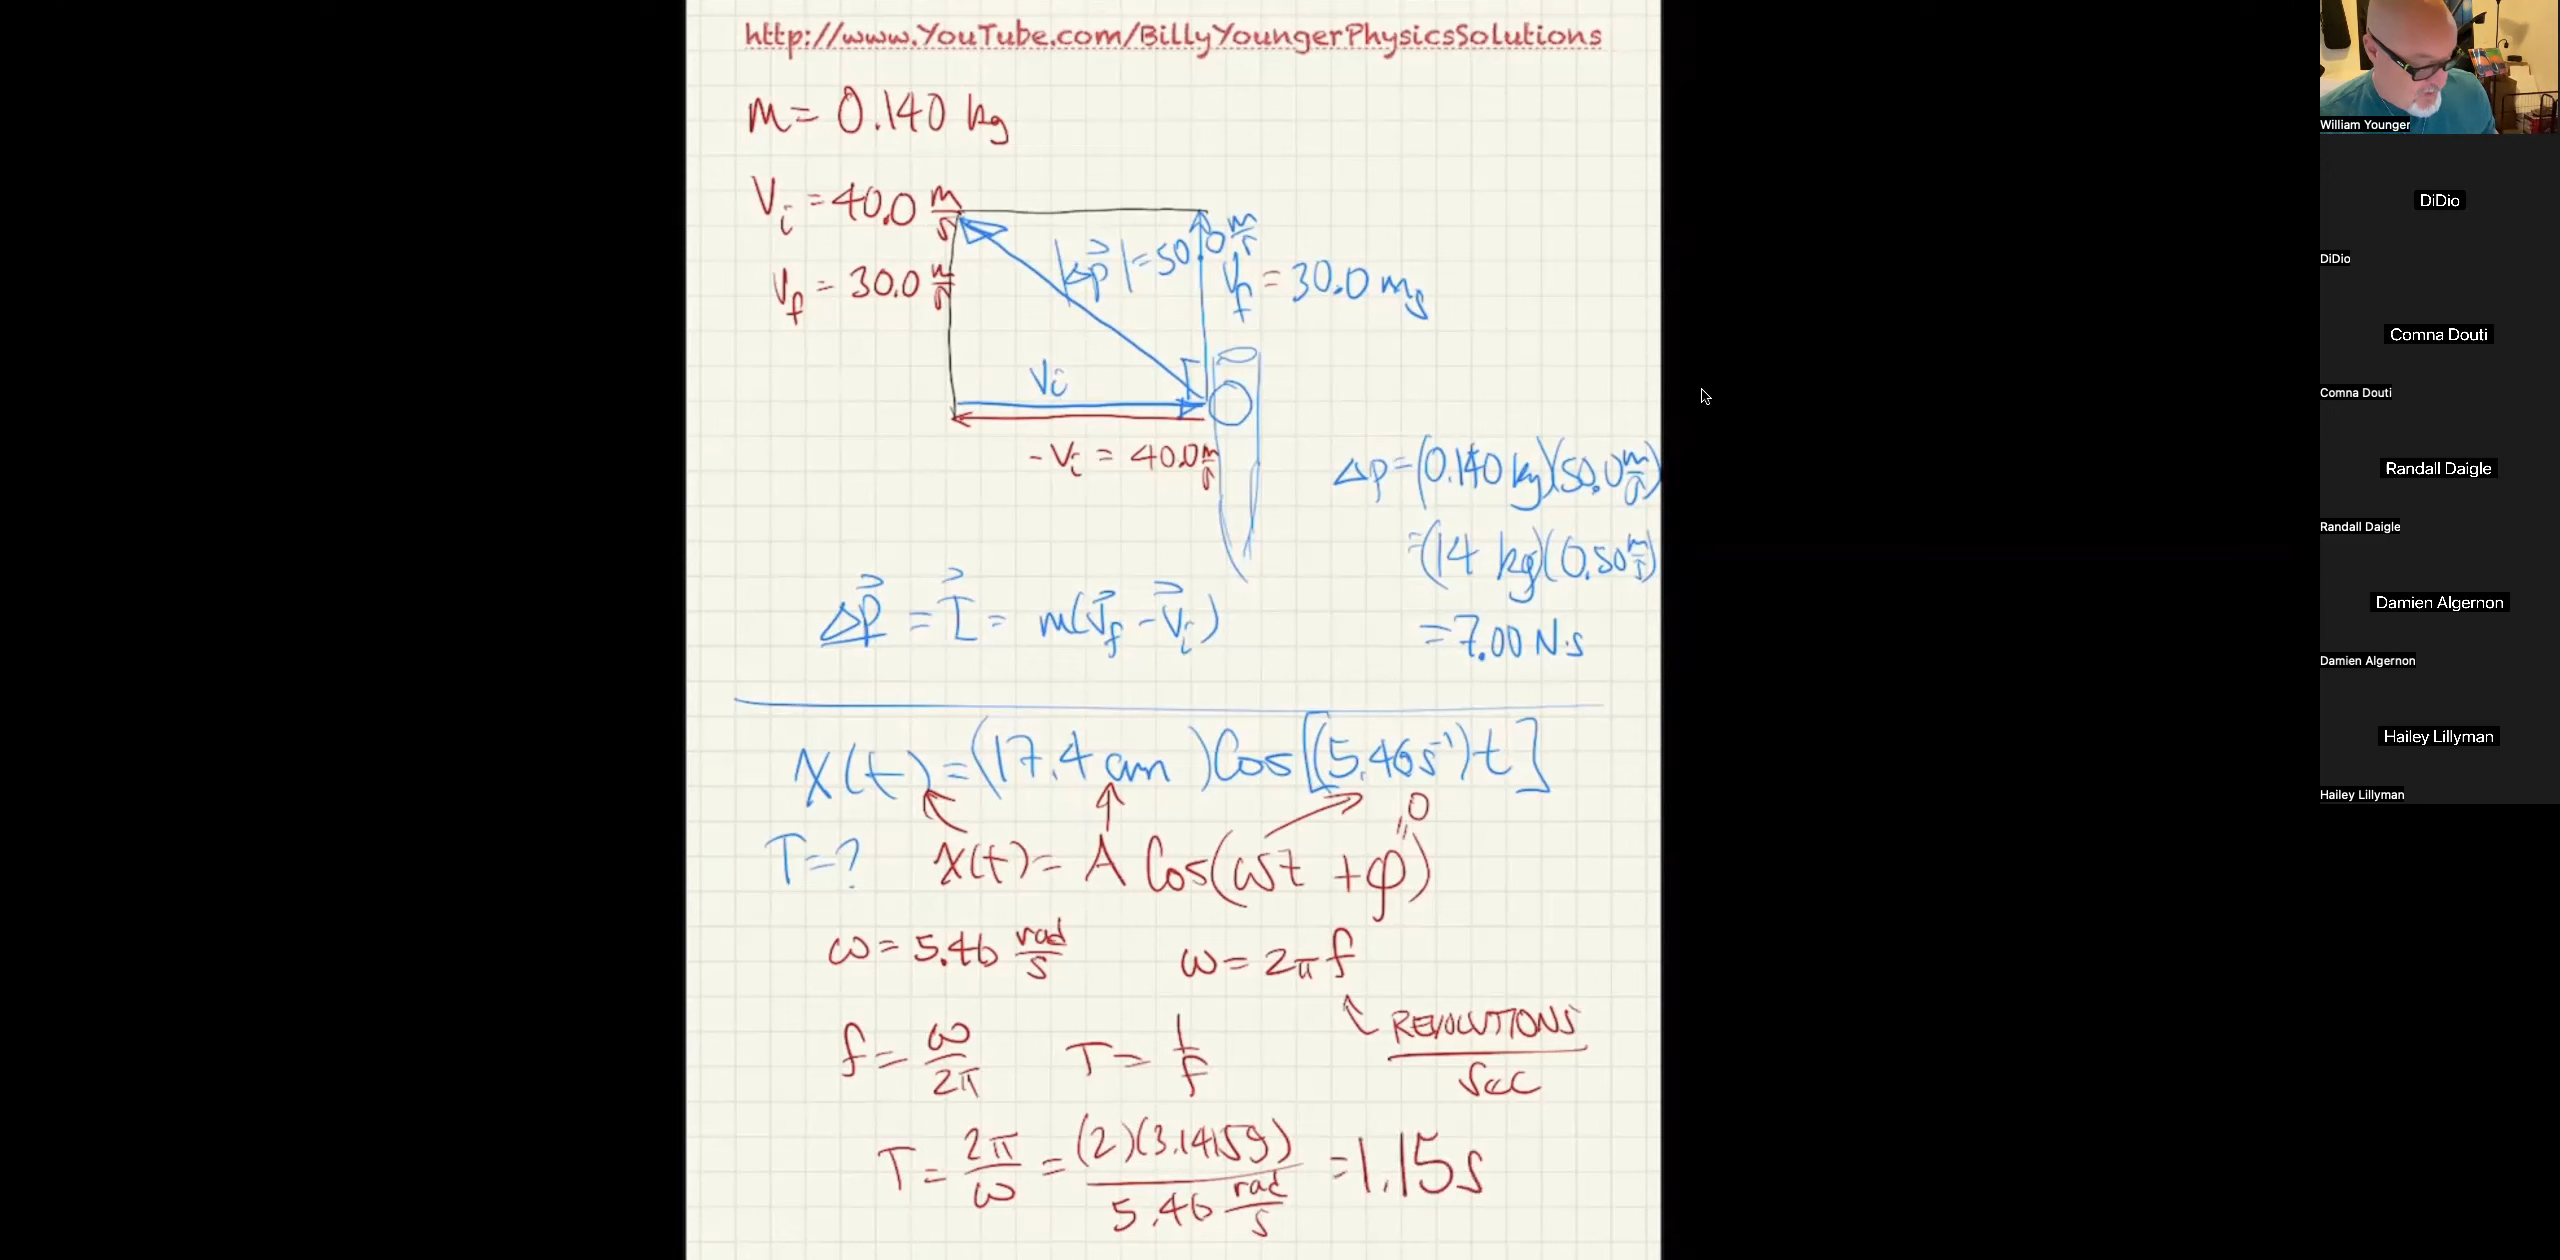 http://www.YouTube.com/BillyYoungerPhysicsSolutions
m = 0.140 kg
Vi = 40.0 m/s
|Δp⃗| = 50.0 m/s
Vf = 30.0 m/s
Vf = 30.0 m/s
Vi
-Vi = 40.0 m/s
Δp = (0.140 kg)(50.0 m/s)
= (14 kg)(0.50 m/s)
= 7.00 N·s
Δp⃗ = I⃗ = m(v⃗f - v⃗i)
X(t) = (17.4 cm) Cos[(5.46 s⁻¹)t]
0
"
T = ?
x(t) = A Cos(ωt + φ)
ω = 5.46 rad/s
ω = 2π f
REVOLUTIONS
sec
f = ω/2π
T = 1/f
T = 2π/ω = (2)(3.14159)/5.46 rad/s = 1.15 s
William Younger
DiDio
DiDio
Comna Douti
Comna Douti
Randall Daigle
Randall Daigle
Damien Algernon
Damien Algernon
Hailey Lillyman
Hailey Lillyman